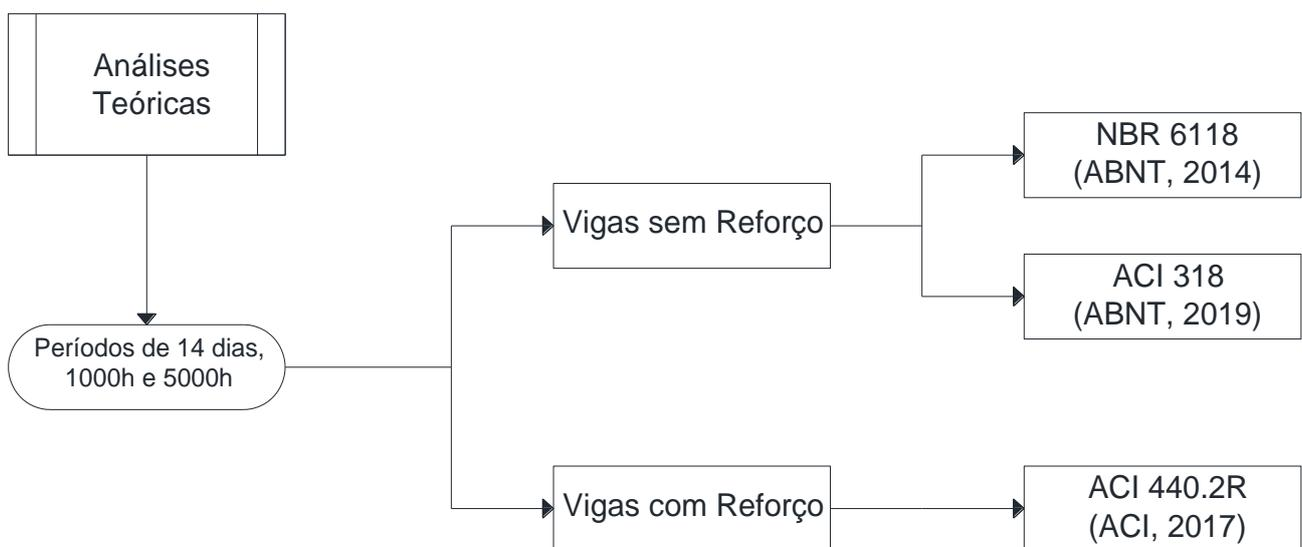 Análises
Teóricas
Períodos de 14 dias,
1000h e 5000h
Vigas sem Reforço
NBR 6118
(ABNT, 2014)
ACI 318
(ABNT, 2019)
Vigas com Reforço
ACI 440.2R
(ACI, 2017)